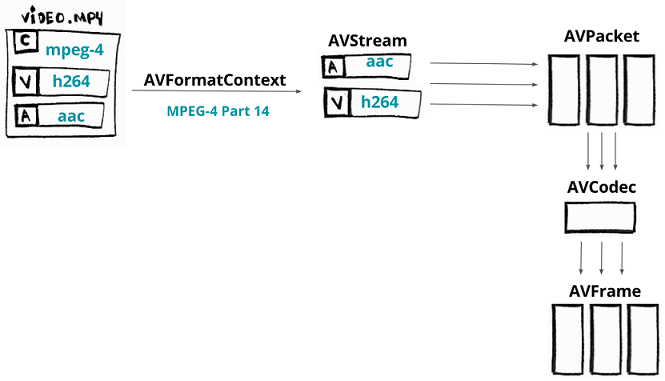 VIDEO.MP4
C mpeg-4
V h264
A aac
AVFormatContext
MPEG-4 Part 14
AVStream
A aac
V h264
AVPacket
AVCodec
AVFrame